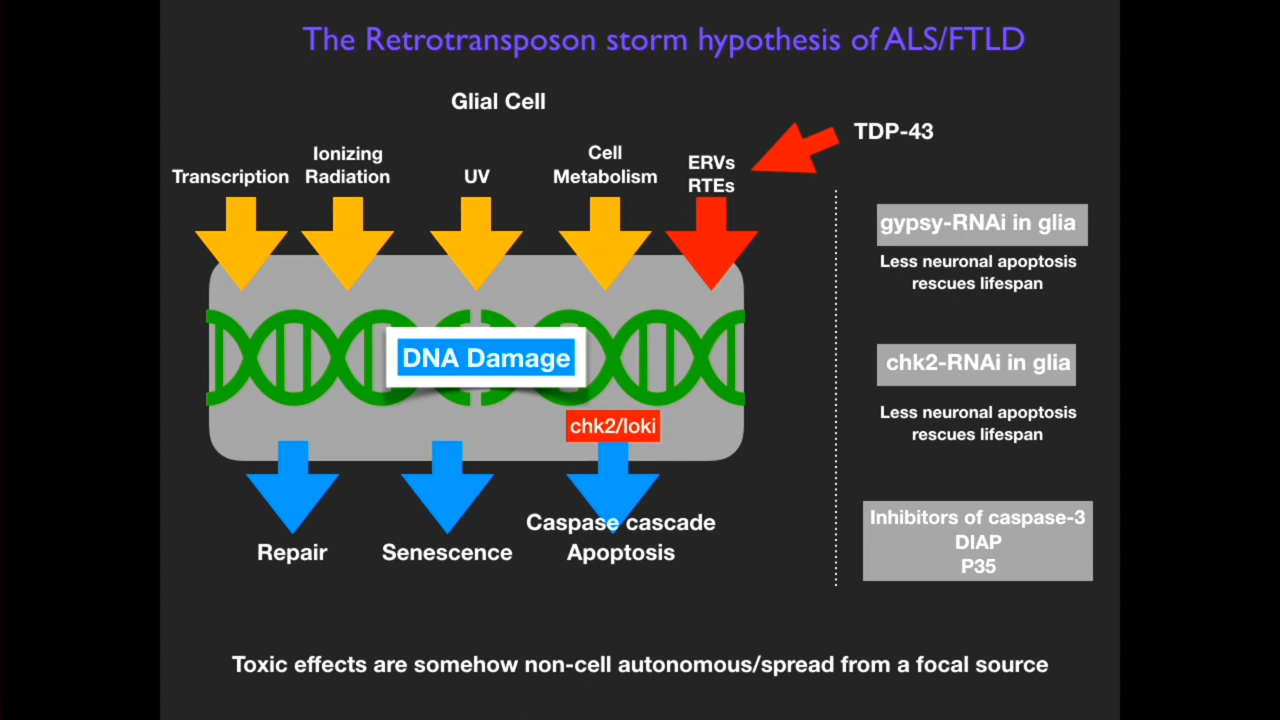 The Retrotransposon storm hypothesis of ALS/FTLD
Glial Cell
TDP-43
Transcription
Ionizing
Radiation
UV
Cell
Metabolism
ERVs
RTEs
DNA Damage
chk2/loki
Repair
Senescence
Caspase cascade
Apoptosis
gypsy-RNAi in glia
Less neuronal apoptosis
rescues lifespan
chk2-RNAi in glia
Less neuronal apoptosis
rescues lifespan
Inhibitors of caspase-3
DIAP
P35
Toxic effects are somehow non-cell autonomous/spread from a focal source